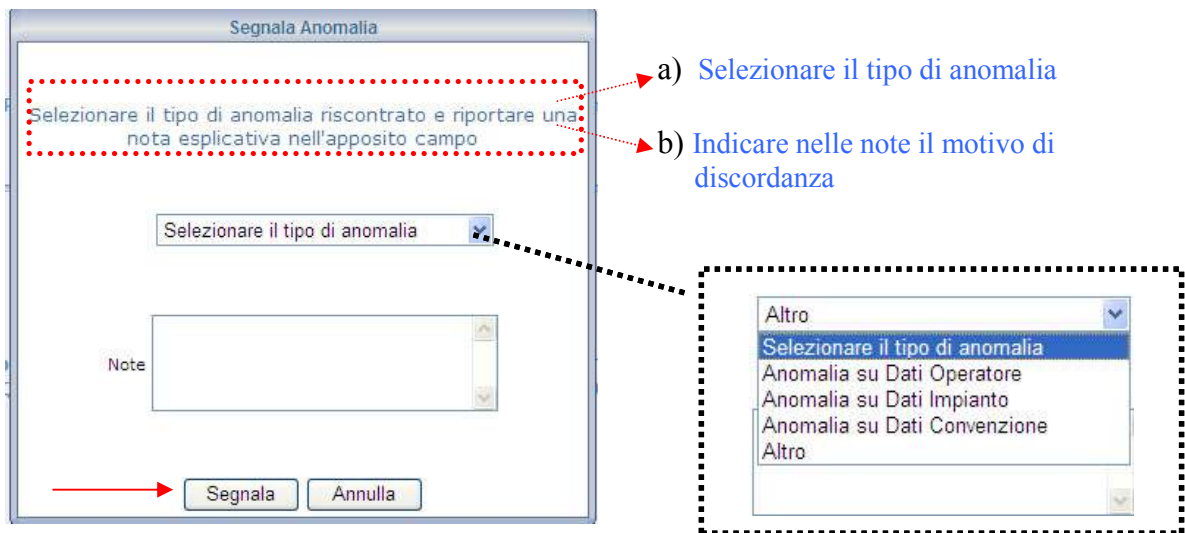 Segnala Anomalia
Selezionare il tipo di anomalia riscontrato e riportare una
nota esplicativa nell'apposito campo
Selezionare il tipo di anomalia
Note
Segnala
Annulla
a) Selezionare il tipo di anomalia
b) Indicare nelle note il motivo di
discordanza
Altro
Selezionare il tipo di anomalia
Anomalia su Dati Operatore
Anomalia su Dati Impianto
Anomalia su Dati Convenzione
Altro